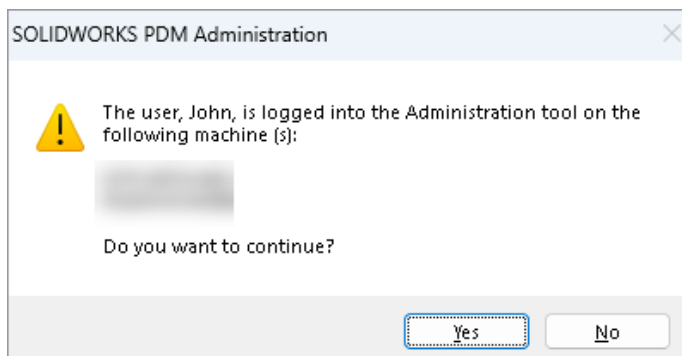 SOLIDWORKS PDM Administration
The user, John, is logged into the Administration tool on the
following machine (s):
Do you want to continue?
Yes
No